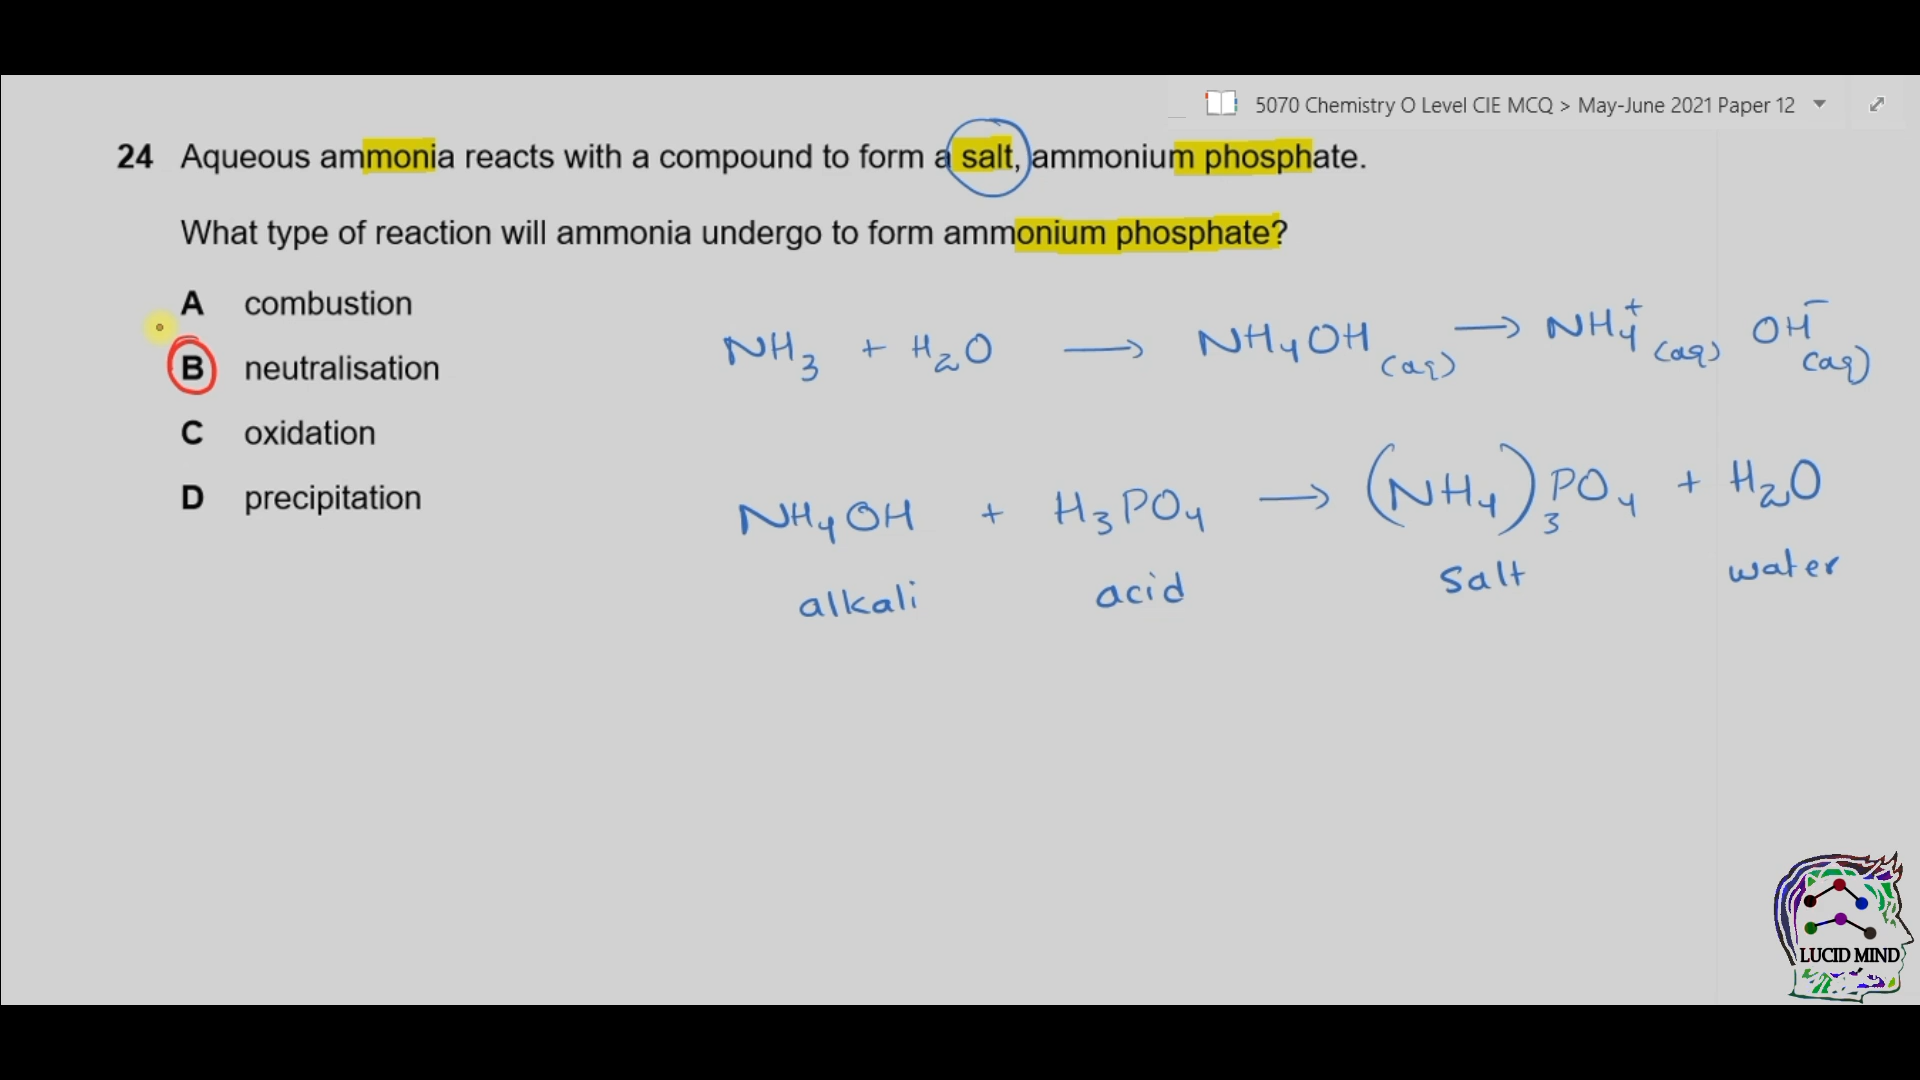 5070 Chemistry O Level CIE MCQ > May-June 2021 Paper 12
24 Aqueous ammonia reacts with a compound to form a salt, ammonium phosphate.
What type of reaction will ammonia undergo to form ammonium phosphate?
A combustion
B neutralisation
C oxidation
D precipitation
NH₃ + H₂O → NH₄OH (aq) → NH₄⁺ (aq) OH⁻ (aq)
NH₄OH + H₃PO₄ → (NH₄)₃PO₄ + H₂O
alkali acid salt water
LUCID MIND